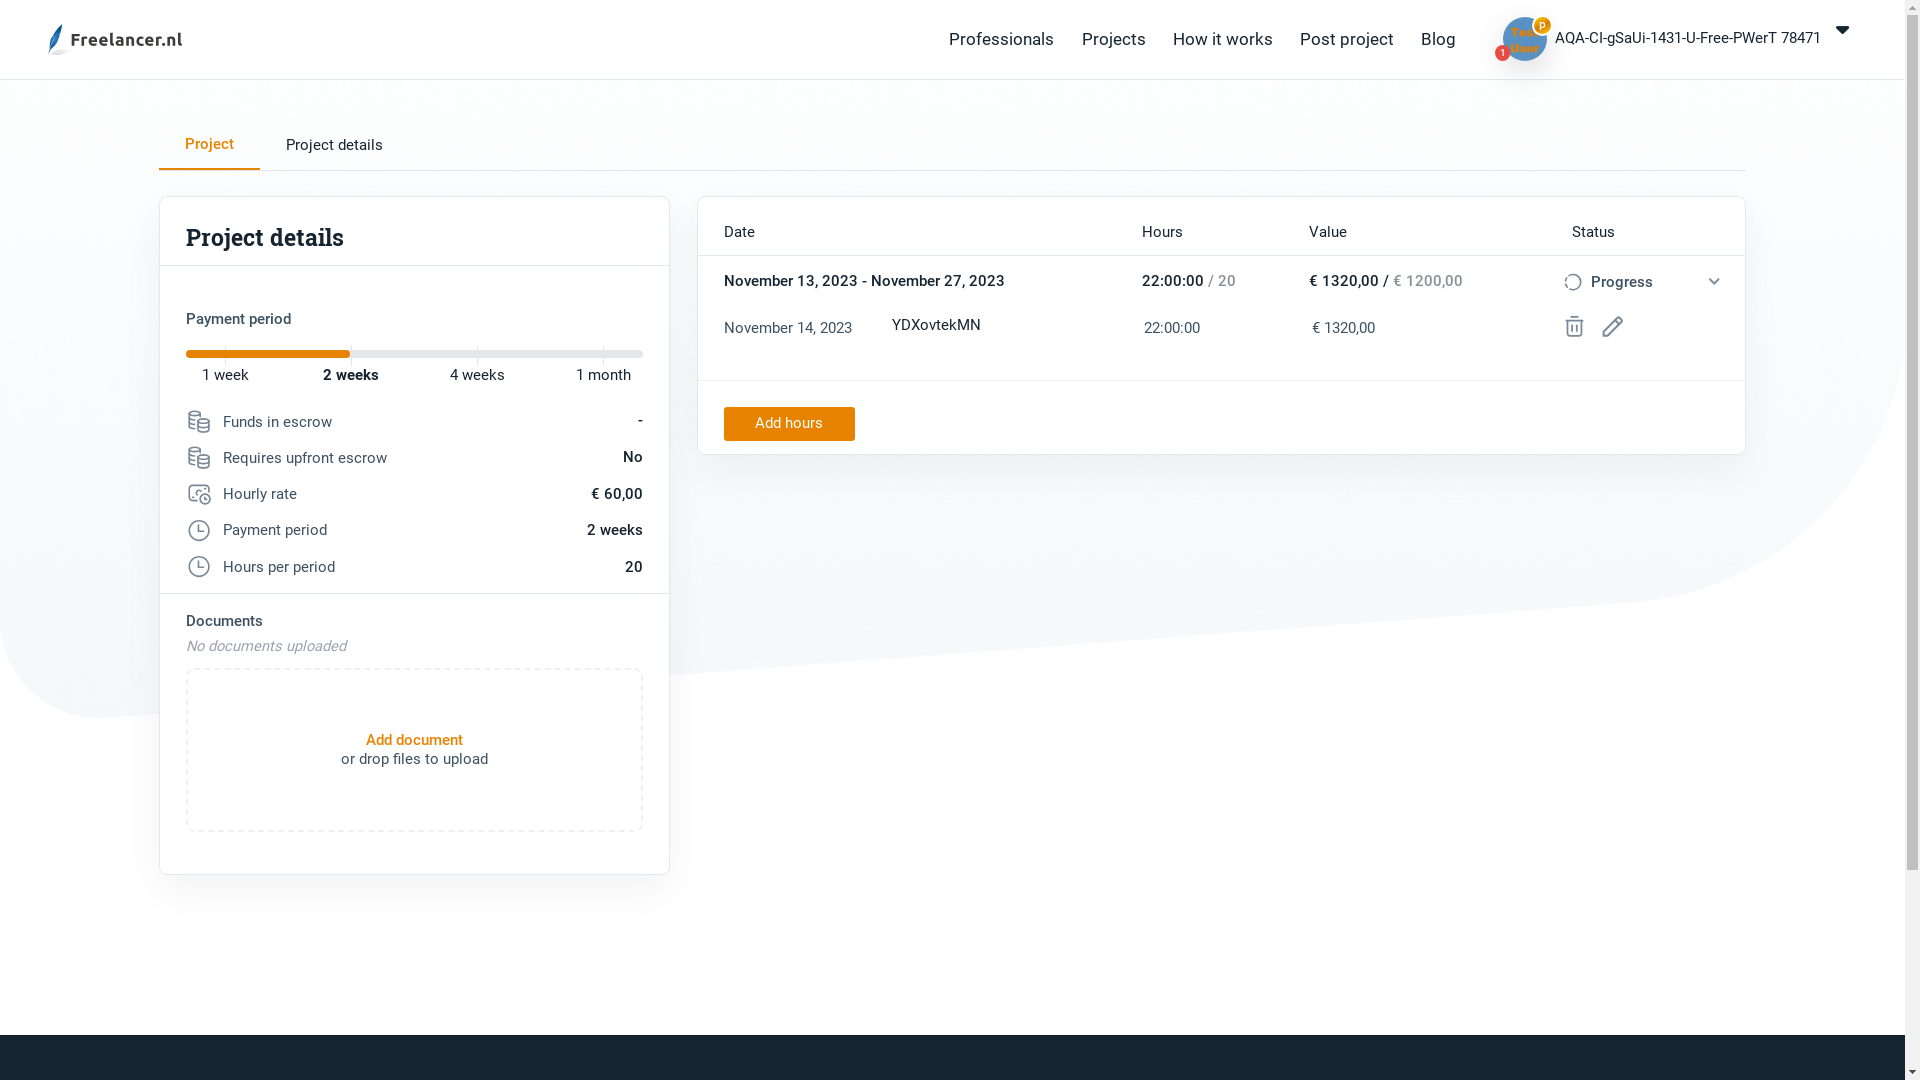 Freelancer.nl
Professionals
Projects
How it works
Post project
Blog
p
1
AQA-CI-gSaUi-1431-U-Free-PWerT 78471
Project
Project details
Project details
Payment period
1 week
2 weeks
4 weeks
1 month
Funds in escrow -
Requires upfront escrow No
Hourly rate € 60,00
Payment period 2 weeks
Hours per period 20
Documents
No documents uploaded
Add document
or drop files to upload
Date Hours Value Status
November 13, 2023 - November 27, 2023 22:00:00 / 20 € 1320,00 / € 1200,00 Progress
November 14, 2023 YDXovtekMN 22:00:00 € 1320,00
Add hours